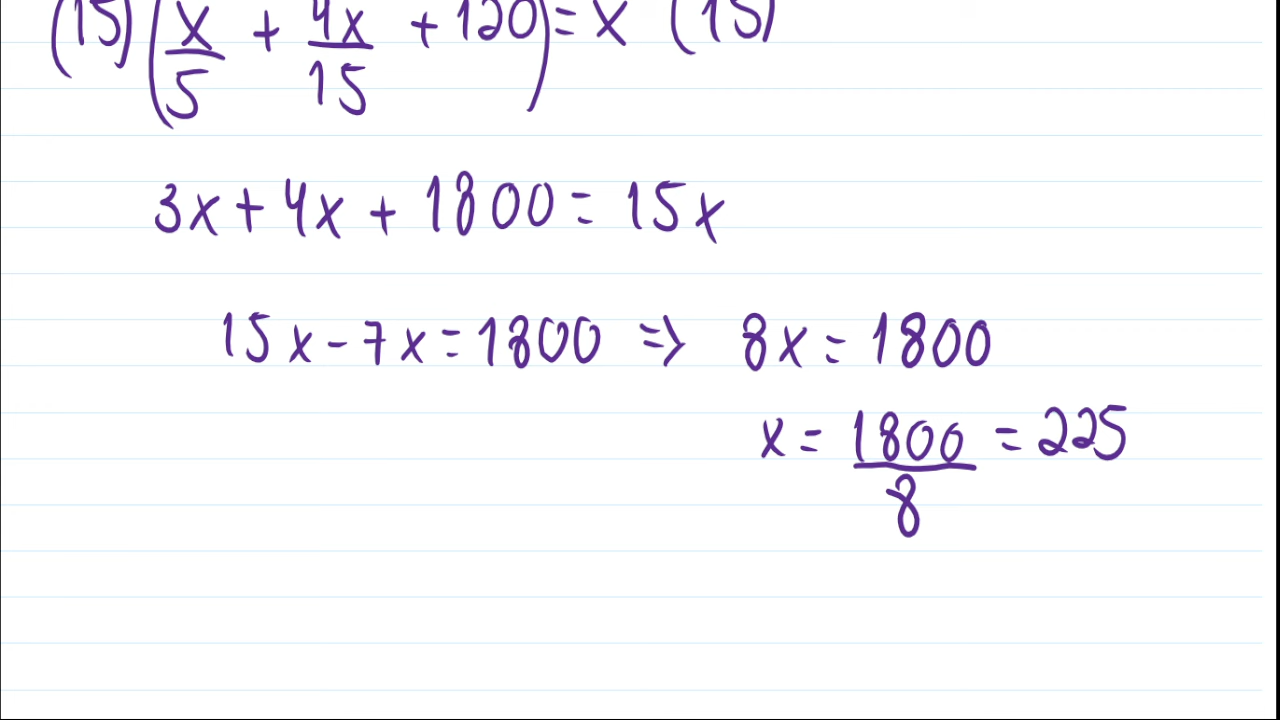 (15)(x/5 + 4x/15 + 120) = x (15)
3x + 4x + 1800 = 15x
15x - 7x = 1800 => 8x = 1800
x = 1800/8 = 225